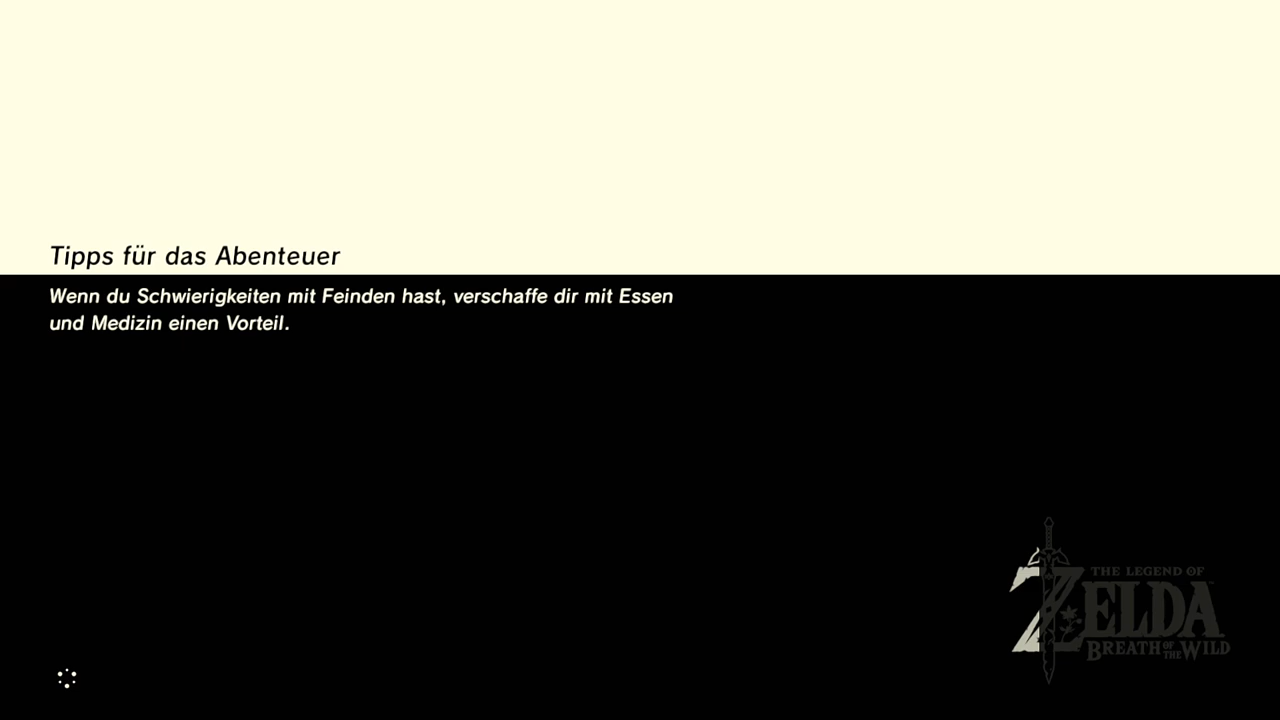 Tipps für das Abenteuer
Wenn du Schwierigkeiten mit Feinden hast, verschaffe dir mit Essen
und Medizin einen Vorteil.
THE LEGEND OF
ZELDA
BREATH OF THE WILD